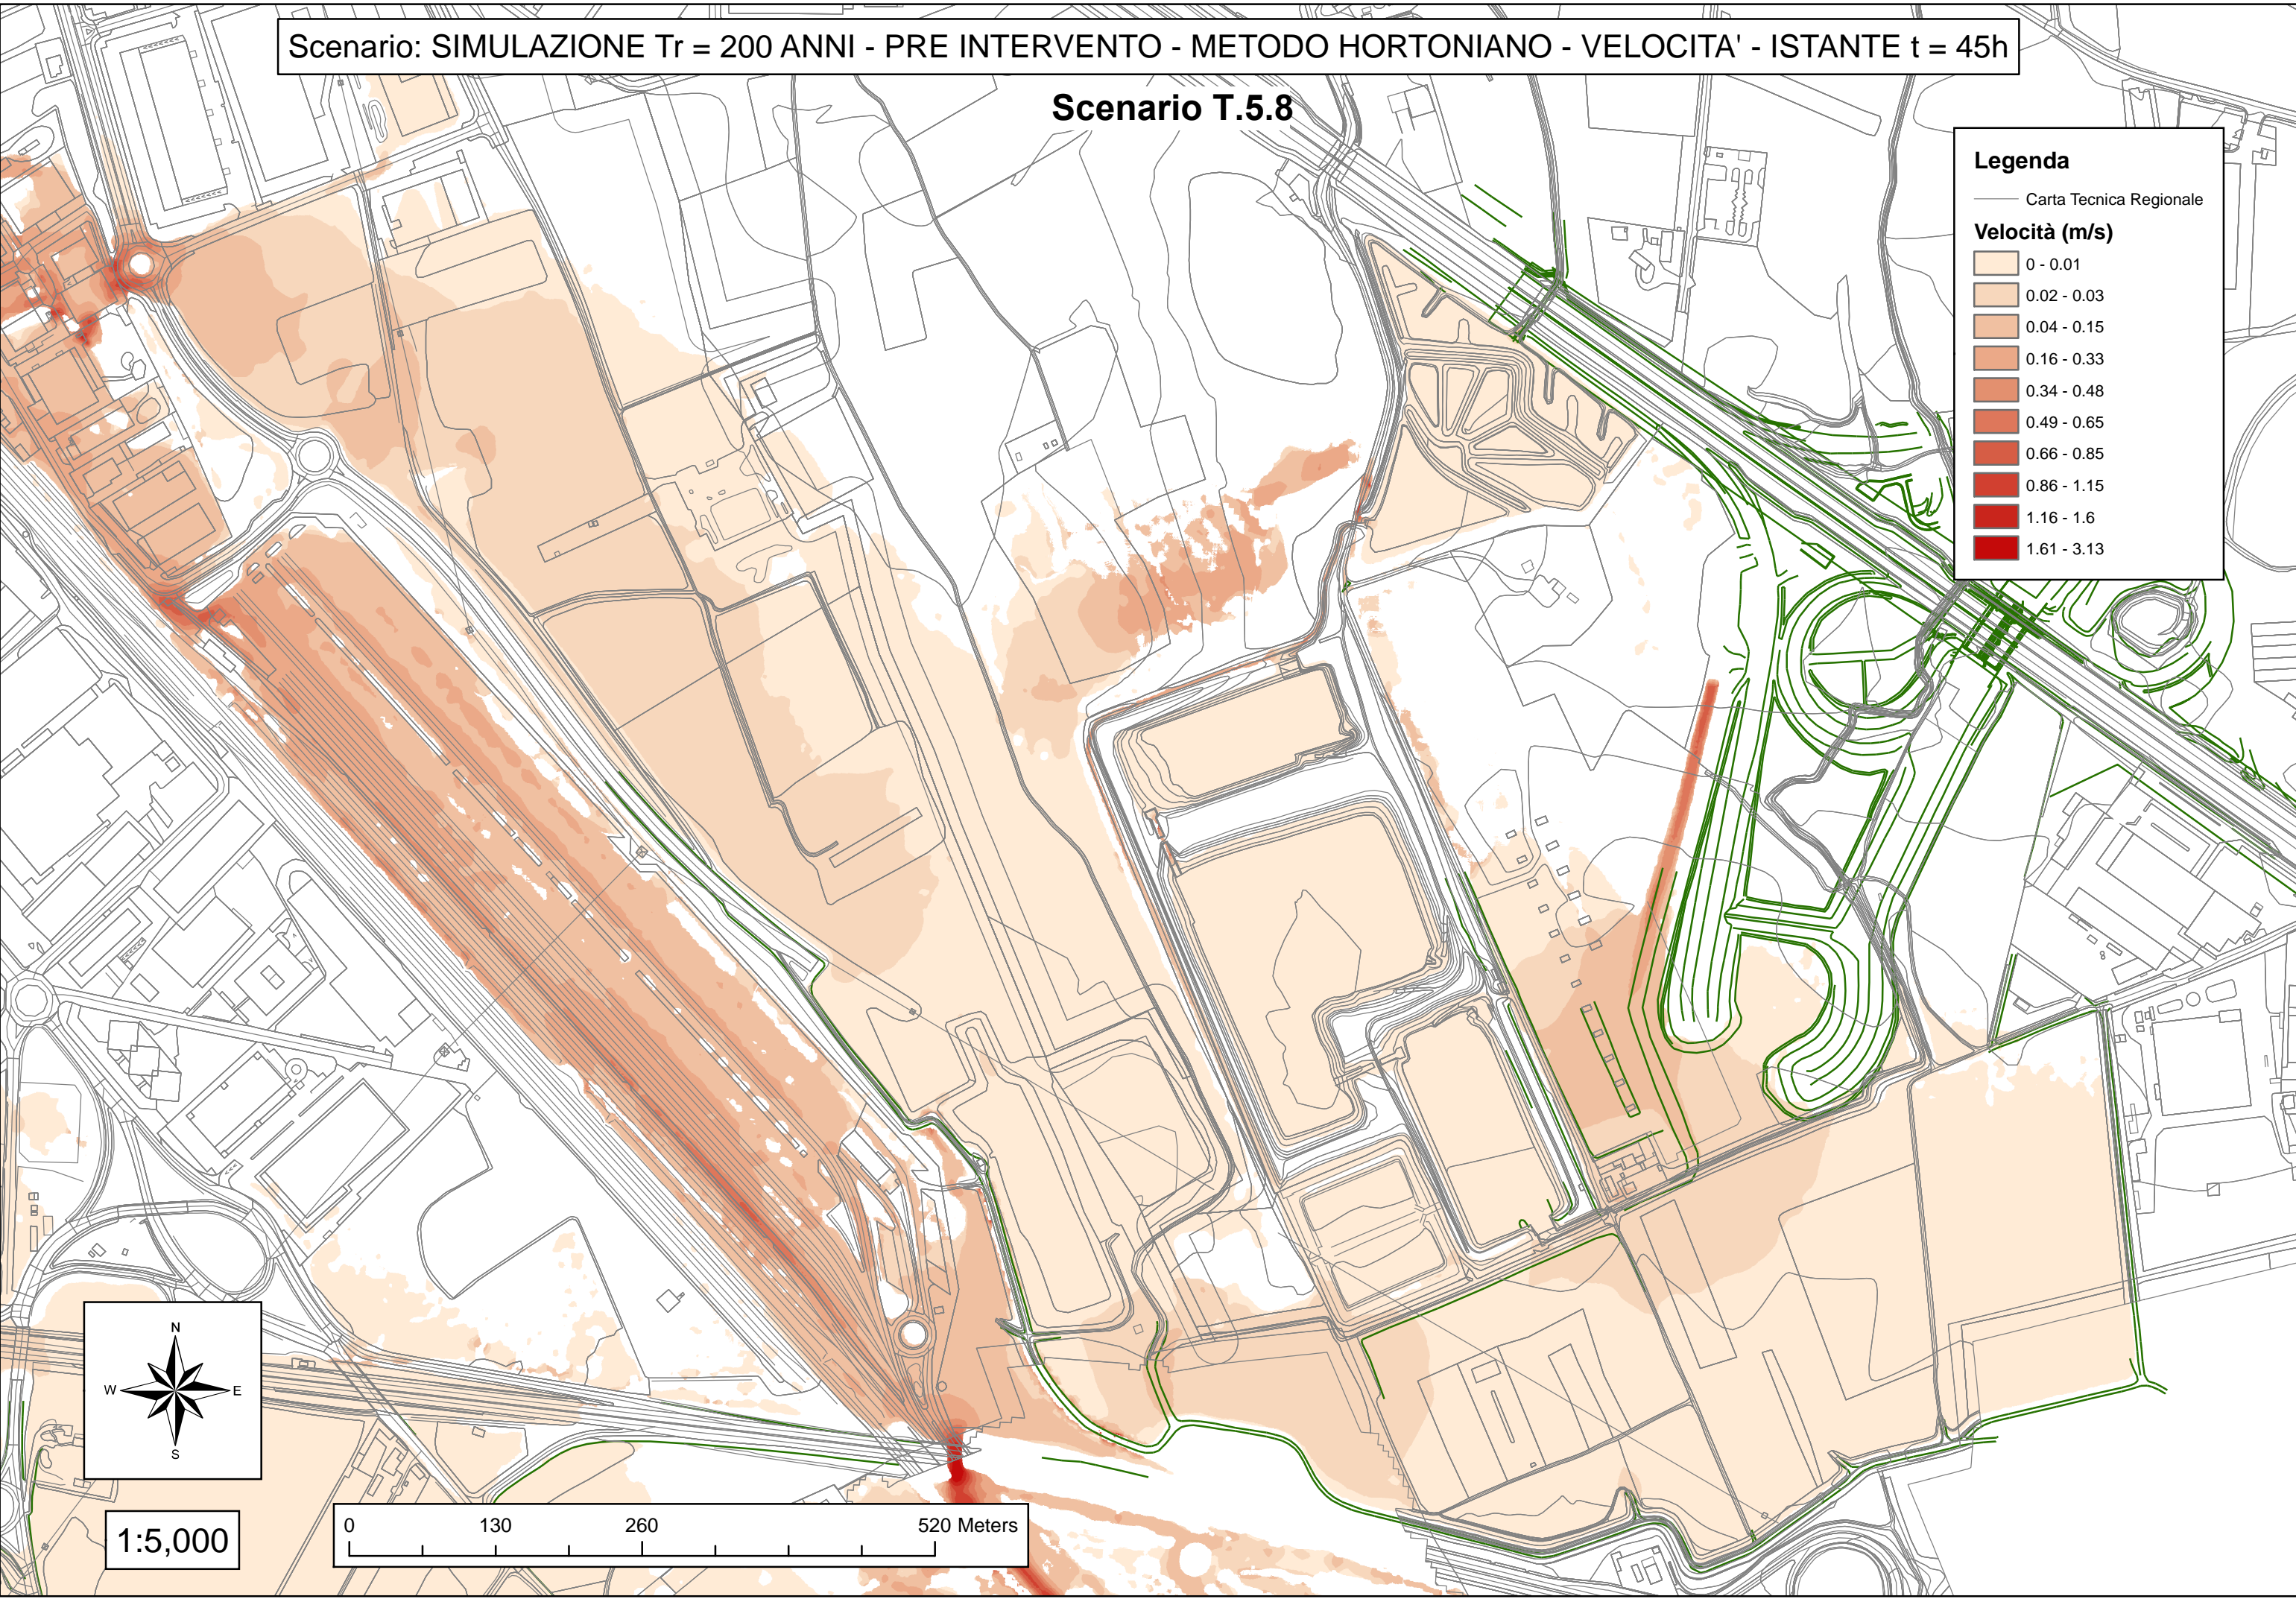 Scenario: SIMULAZIONE Tr = 200 ANNI - PRE INTERVENTO - METODO HORTONIANO - VELOCITA' - ISTANTE t = 45h
Scenario T.5.8
Legenda
Carta Tecnica Regionale
Velocità (m/s)
0 - 0.01
0.02 - 0.03
0.04 - 0.15
0.16 - 0.33
0.34 - 0.48
0.49 - 0.65
0.66 - 0.85
0.86 - 1.15
1.16 - 1.6
1.61 - 3.13
N
W E
S
1:5,000
0 130 260 520 Meters